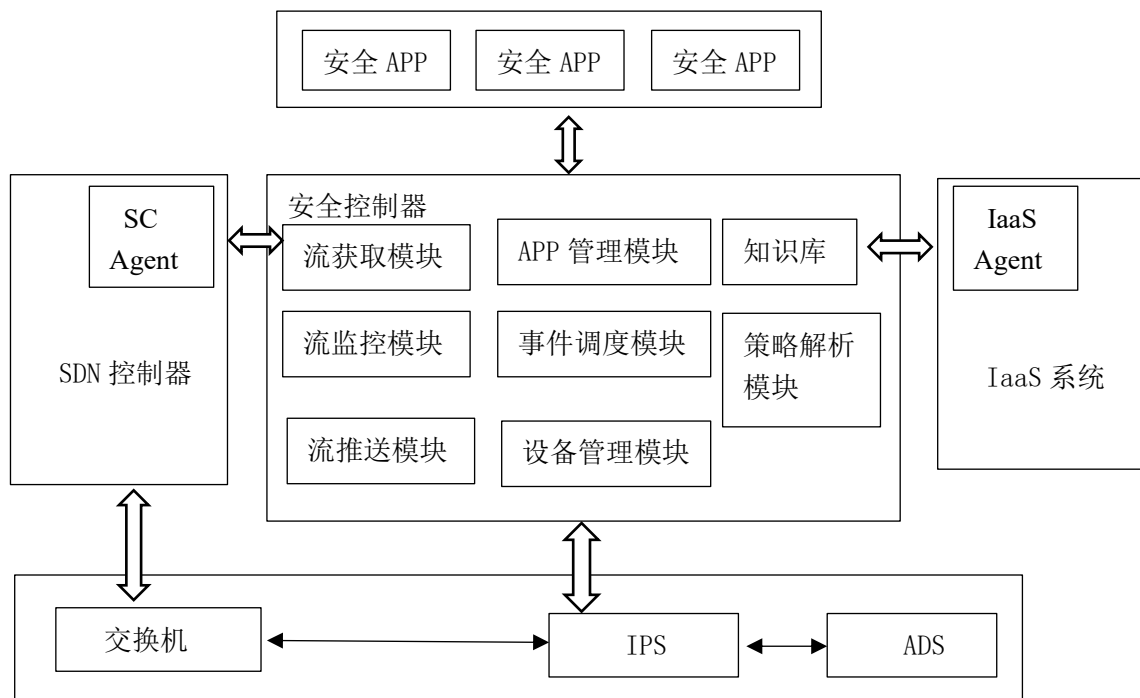 安全 APP
安全 APP
安全 APP
SC
Agent
SDN 控制器
安全控制器
流获取模块
APP 管理模块
知识库
流监控模块
事件调度模块
策略解析
模块
流推送模块
设备管理模块
IaaS
Agent
IaaS 系统
交换机
IPS
ADS